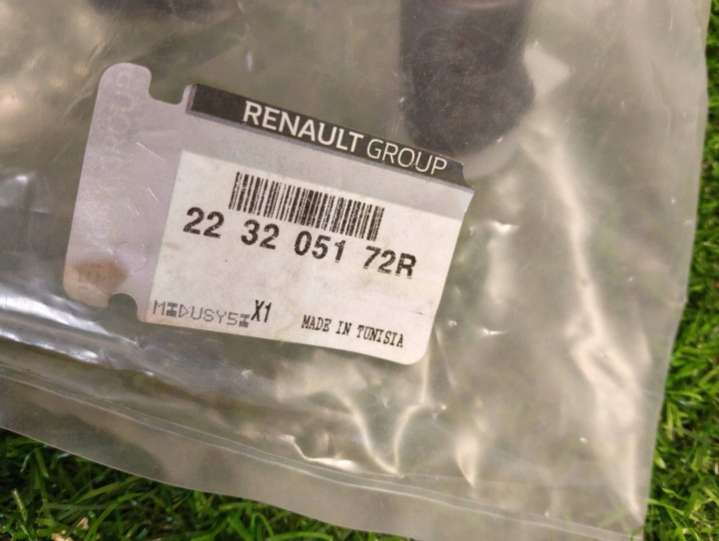 RENAULT GROUP
22 32 051 72R
X1 MADE IN TUNISIA